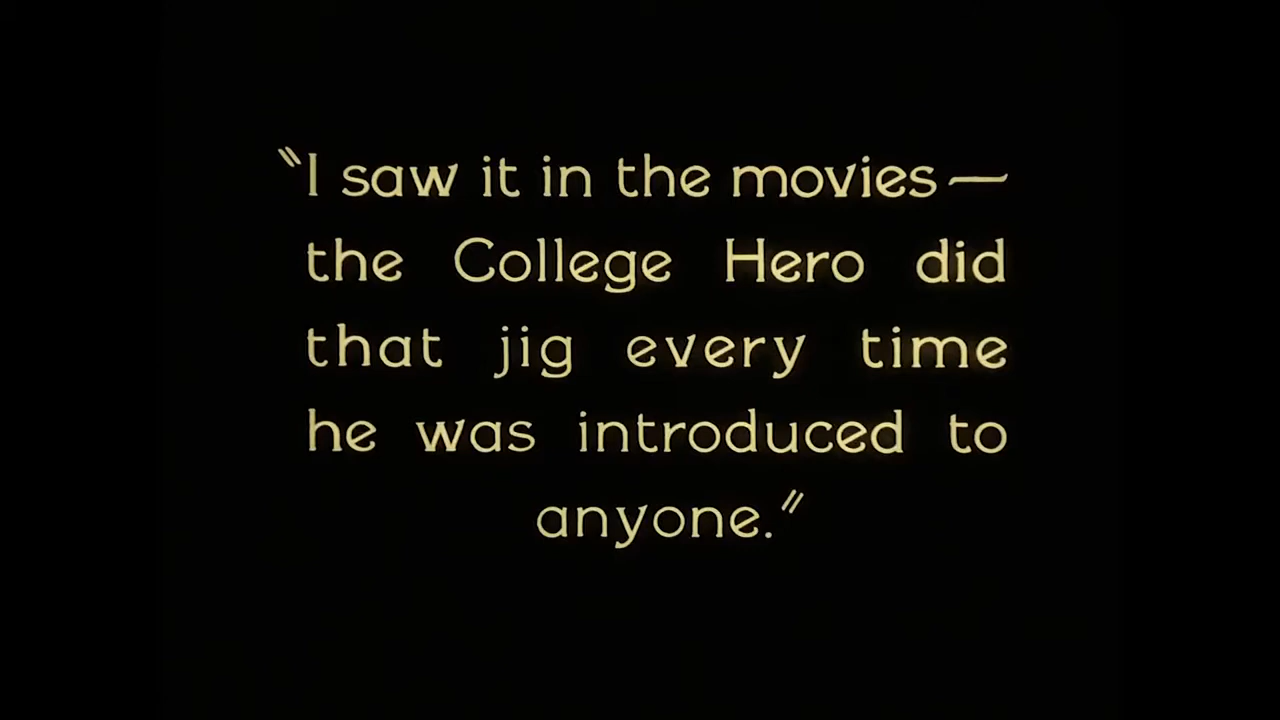 "I saw it in the movies—
the College Hero did
that jig every time
he was introduced to
anyone."